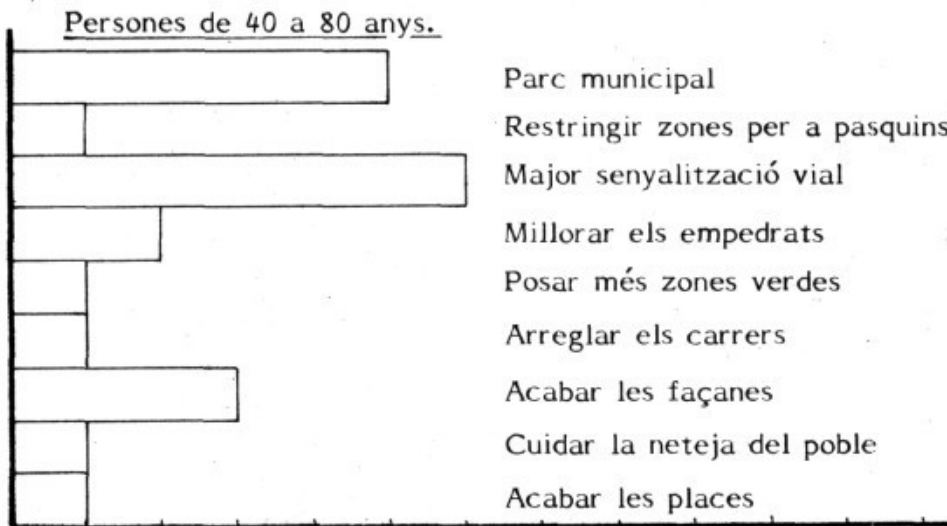 Persones de 40 a 80 anys.
Parc municipal
Restringir zones per a pasquins
Major senyalització vial
Millorar els empedrats
Posar més zones verdes
Arreglar els carrers
Acabar les façanes
Cuidar la neteja del poble
Acabar les places